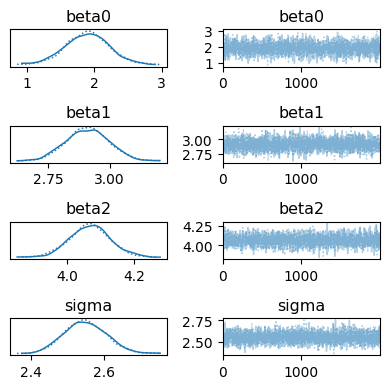 beta0 beta0
3
2
1
1 2 3 0 1000
beta1 beta1
3.00
2.75
2.75 3.00 0 1000
beta2 beta2
4.25
4.00
4.0 4.2 0 1000
sigma sigma
2.75
2.50
2.4 2.6 0 1000